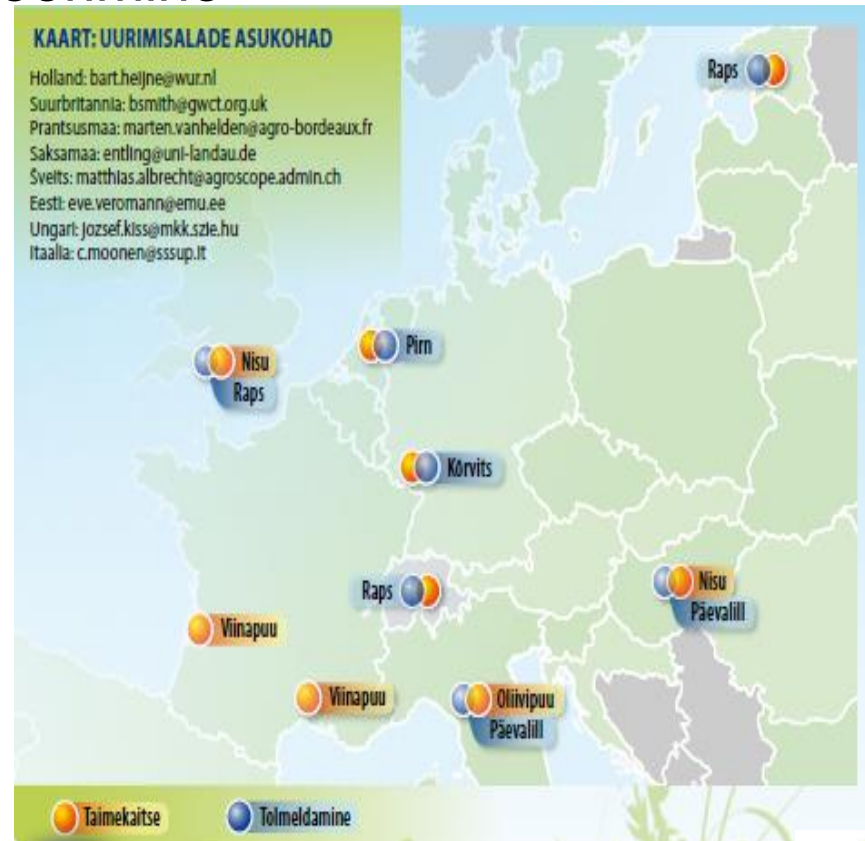 KAART: UURIMISALADE ASUKOHAD
Holland: bart.heijne@wur.nl
Suurbritannia: bsmith@gwct.org.uk
Prantsusmaa: marten.vanhelden@agro-bordeaux.fr
Saksamaa: entling@uni-landau.de
Šveits: matthias.albrecht@agroscope.admin.ch
Eesti: eve.veromann@emu.ee
Ungari: jozsef.kiss@mkk.szie.hu
Itaalia: c.moonen@sssup.it
Raps
Pirn
Nisu
Raps
Kõrvits
Raps
Nisu
Päevalill
Viinapuu
Viinapuu
Oliivipuu
Päevalill
Taimekaitse
Tolmeldamine